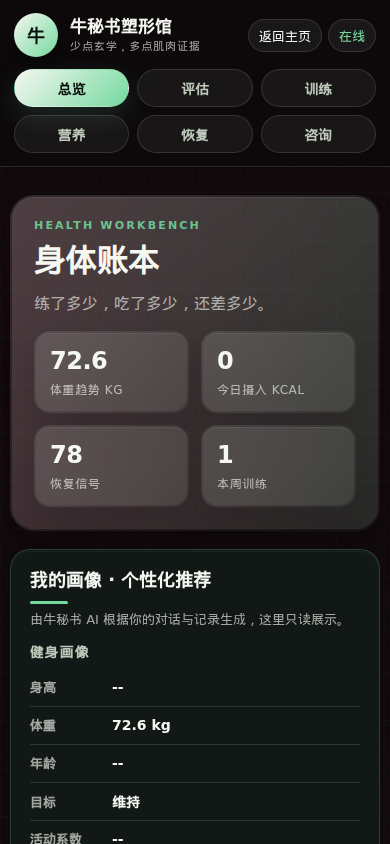 牛
牛秘书塑形馆
少点玄学，多点肌肉证据
返回主页
在线
总览
评估
训练
营养
恢复
咨询
HEALTH WORKBENCH
身体账本
练了多少，吃了多少，还差多少。
72.6
体重趋势 KG
0
今日摄入 KCAL
78
恢复信号
1
本周训练
我的画像 · 个性化推荐
由牛秘书 AI 根据你的对话与记录生成，这里只读展示。
健身画像
身高 --
体重 72.6 kg
年龄 --
目标 维持
活动系数 --